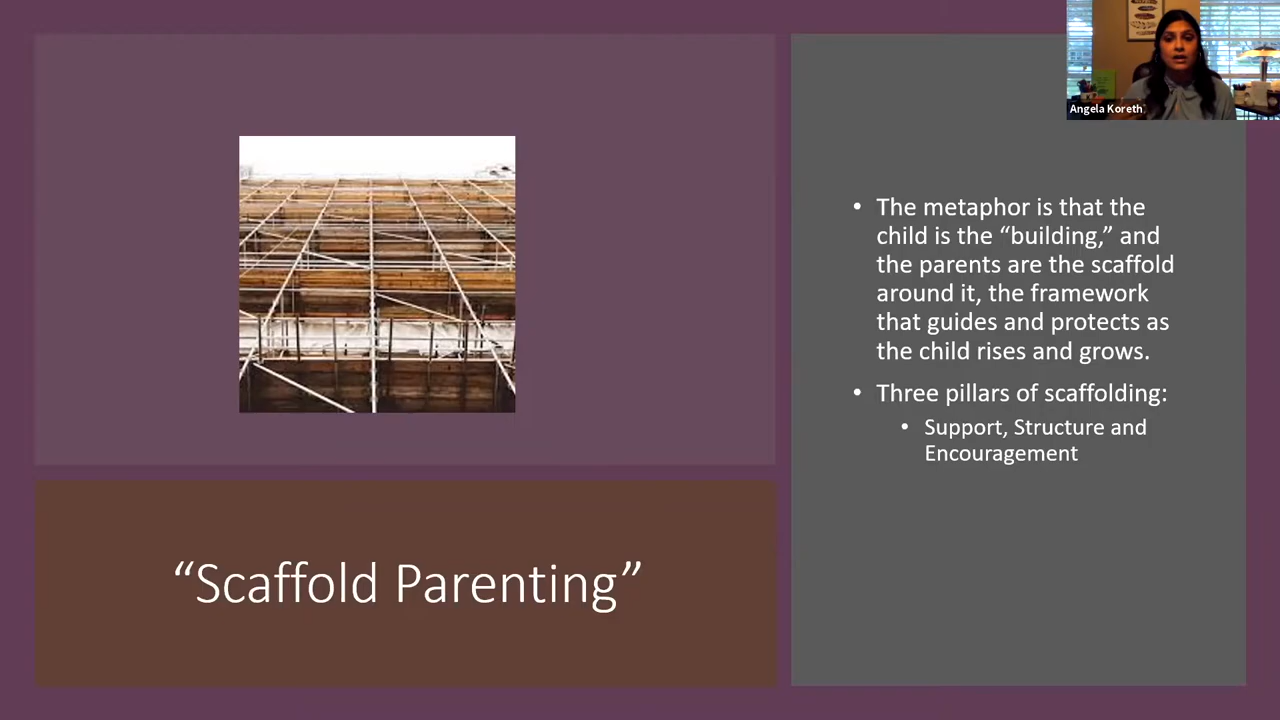 Angela Koreth
• The metaphor is that the
child is the “building,” and
the parents are the scaffold
around it, the framework
that guides and protects as
the child rises and grows.
• Three pillars of scaffolding:
• Support, Structure and
Encouragement
“Scaffold Parenting”